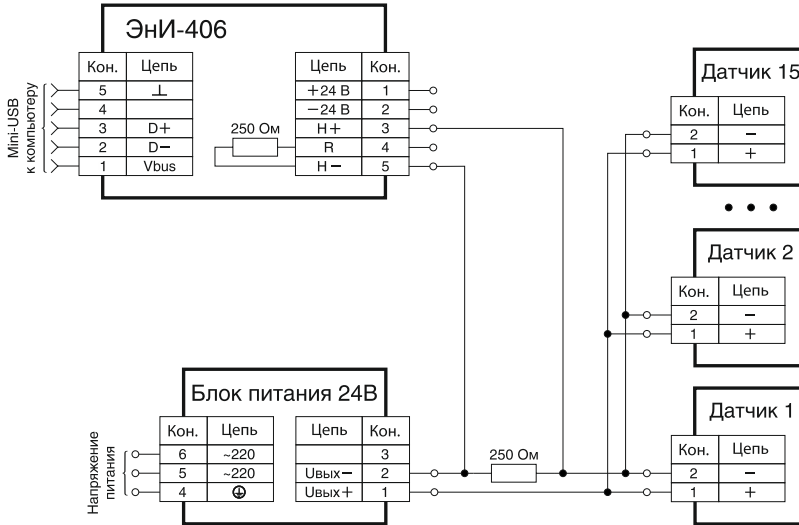 ЭнИ-406
Кон. Цепь
5 ⊥
4
3 D+
2 D−
1 Vbus
Mini-USB
к компьютеру
250 Ом
Цепь Кон.
+24 В 1
−24 В 2
H+ 3
R 4
H− 5
Датчик 15
Кон. Цепь
2 −
1 +
• • •
Датчик 2
Кон. Цепь
2 −
1 +
Блок питания 24В
Напряжение
питания
Кон. Цепь
6 ~220
5 ~220
4
Цепь Кон.
3
Uвых− 2
Uвых+ 1
250 Ом
Датчик 1
Кон. Цепь
2 −
1 +